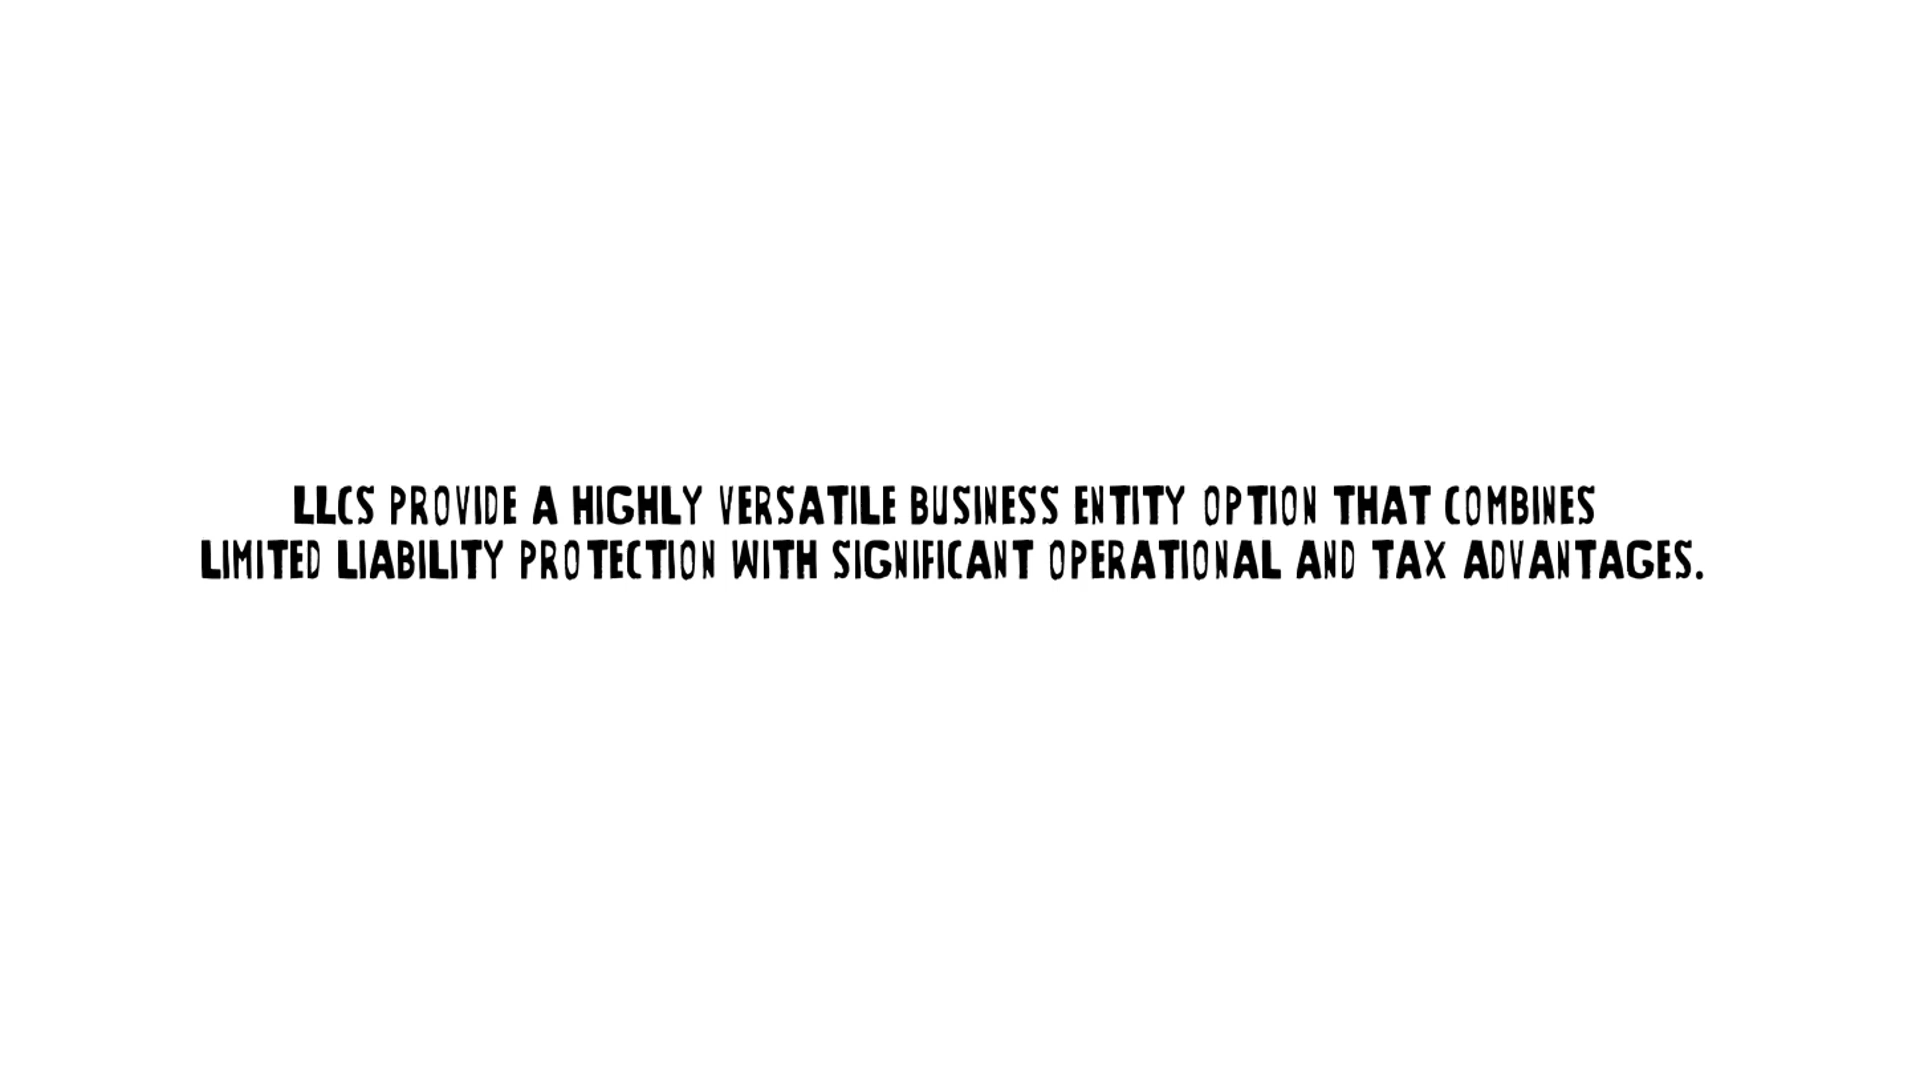 LLCS PROVIDE A HIGHLY VERSATILE BUSINESS ENTITY OPTION THAT COMBINES
LIMITED LIABILITY PROTECTION WITH SIGNIFICANT OPERATIONAL AND TAX ADVANTAGES.